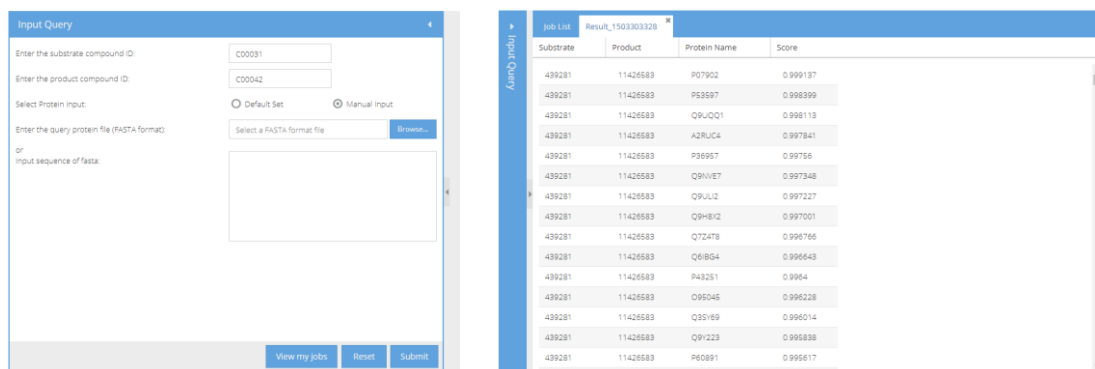 Input Query
Enter the substrate compound ID: C00031
Enter the product compound ID: C00042
Select Protein input: Default Set Manual input
Enter the query protein file (FASTA format): Select a FASTA format file Browse...
or
Input sequence of fasta:
View my jobs Reset Submit
Input Query
Job List Result_1503303328
Substrate Product Protein Name Score
439281 11426583 P07902 0.999137
439281 11426583 P53597 0.998399
439281 11426583 Q9UQQ1 0.998113
439281 11426583 A2RUC4 0.997841
439281 11426583 P36957 0.99756
439281 11426583 Q9NVE7 0.997348
439281 11426583 Q9ULI2 0.997227
439281 11426583 Q9H8X2 0.997001
439281 11426583 Q7Z4T8 0.996766
439281 11426583 Q6IBG4 0.996643
439281 11426583 P43251 0.9964
439281 11426583 O95045 0.996228
439281 11426583 Q3SY69 0.996014
439281 11426583 Q9Y223 0.995838
439281 11426583 P60891 0.995617